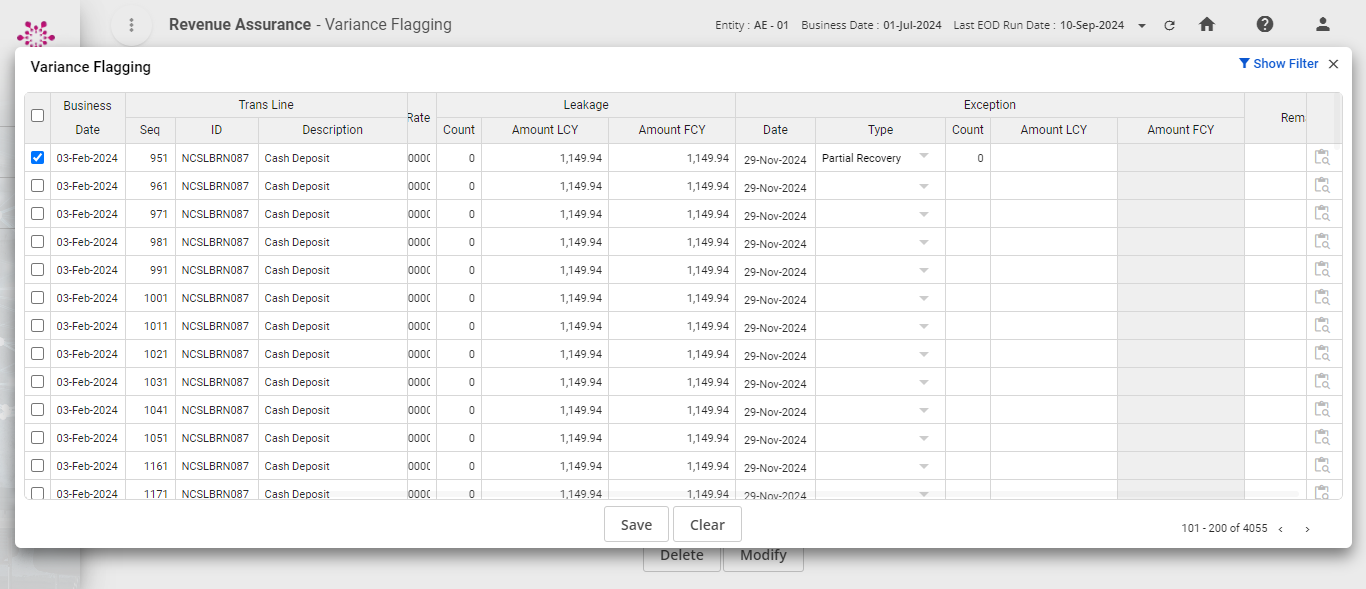 Revenue Assurance - Variance Flagging
Entity : AE - 01 Business Date : 01-Jul-2024 Last EOD Run Date : 10-Sep-2024
Variance Flagging
Show Filter
Business Date Trans Line Rate Leakage Exception Rem
Seq ID Description Count Amount LCY Amount FCY Date Type Count Amount LCY Amount FCY
03-Feb-2024 951 NCSLBRN087 Cash Deposit 0000 0 1,149.94 1,149.94 29-Nov-2024 Partial Recovery 0
03-Feb-2024 961 NCSLBRN087 Cash Deposit 0000 0 1,149.94 1,149.94 29-Nov-2024
03-Feb-2024 971 NCSLBRN087 Cash Deposit 0000 0 1,149.94 1,149.94 29-Nov-2024
03-Feb-2024 981 NCSLBRN087 Cash Deposit 0000 0 1,149.94 1,149.94 29-Nov-2024
03-Feb-2024 991 NCSLBRN087 Cash Deposit 0000 0 1,149.94 1,149.94 29-Nov-2024
03-Feb-2024 1001 NCSLBRN087 Cash Deposit 0000 0 1,149.94 1,149.94 29-Nov-2024
03-Feb-2024 1011 NCSLBRN087 Cash Deposit 0000 0 1,149.94 1,149.94 29-Nov-2024
03-Feb-2024 1021 NCSLBRN087 Cash Deposit 0000 0 1,149.94 1,149.94 29-Nov-2024
03-Feb-2024 1031 NCSLBRN087 Cash Deposit 0000 0 1,149.94 1,149.94 29-Nov-2024
03-Feb-2024 1041 NCSLBRN087 Cash Deposit 0000 0 1,149.94 1,149.94 29-Nov-2024
03-Feb-2024 1051 NCSLBRN087 Cash Deposit 0000 0 1,149.94 1,149.94 29-Nov-2024
03-Feb-2024 1161 NCSLBRN087 Cash Deposit 0000 0 1,149.94 1,149.94 29-Nov-2024
03-Feb-2024 1171 NCSLBRN087 Cash Deposit 0000 0 1,149.94 1,149.94 29-Nov-2024
Save Clear
101 - 200 of 4055
Delete Modify